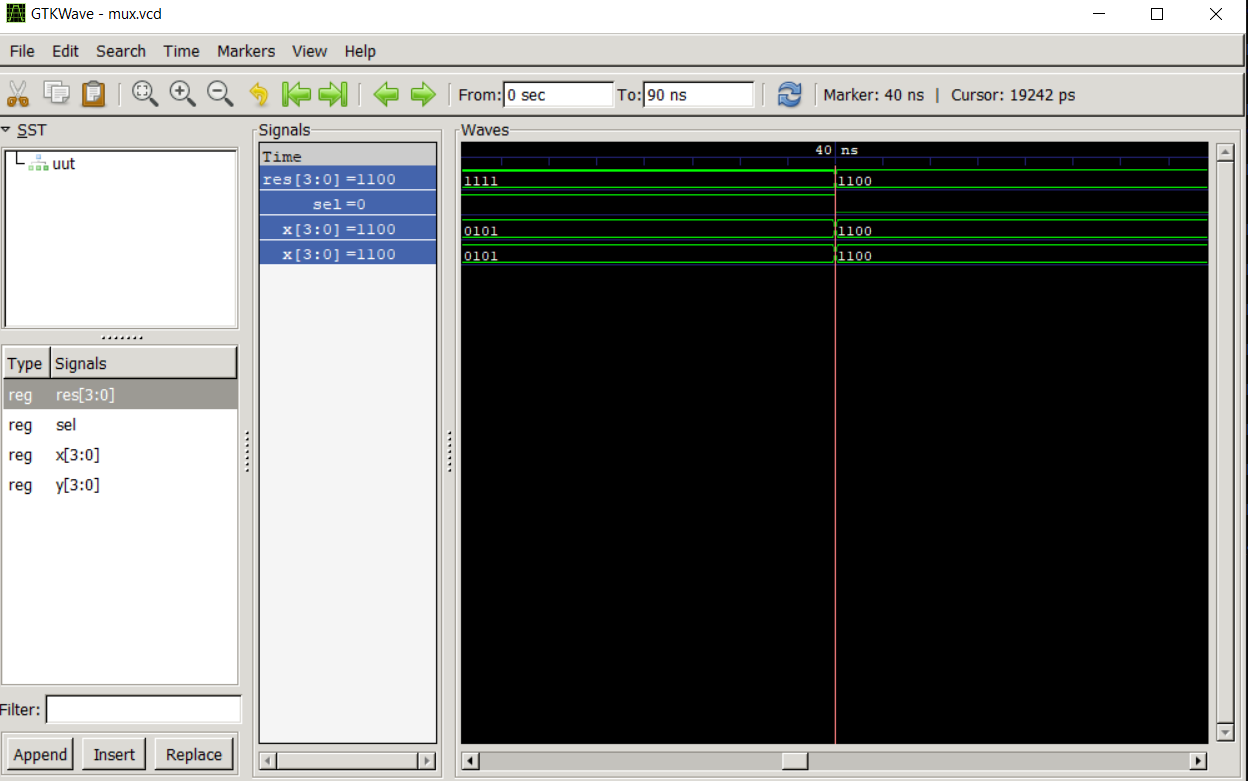 GTKWave - mux.vcd
File Edit Search Time Markers View Help
From: 0 sec To: 90 ns Marker: 40 ns | Cursor: 19242 ps
SST
uut
Type Signals
reg res[3:0]
reg sel
reg x[3:0]
reg y[3:0]
Filter:
Append Insert Replace
Signals
Time
res[3:0] =1100
sel =0
x[3:0] =1100
x[3:0] =1100
Waves
40 ns
1111 1100
0101 1100
0101 1100